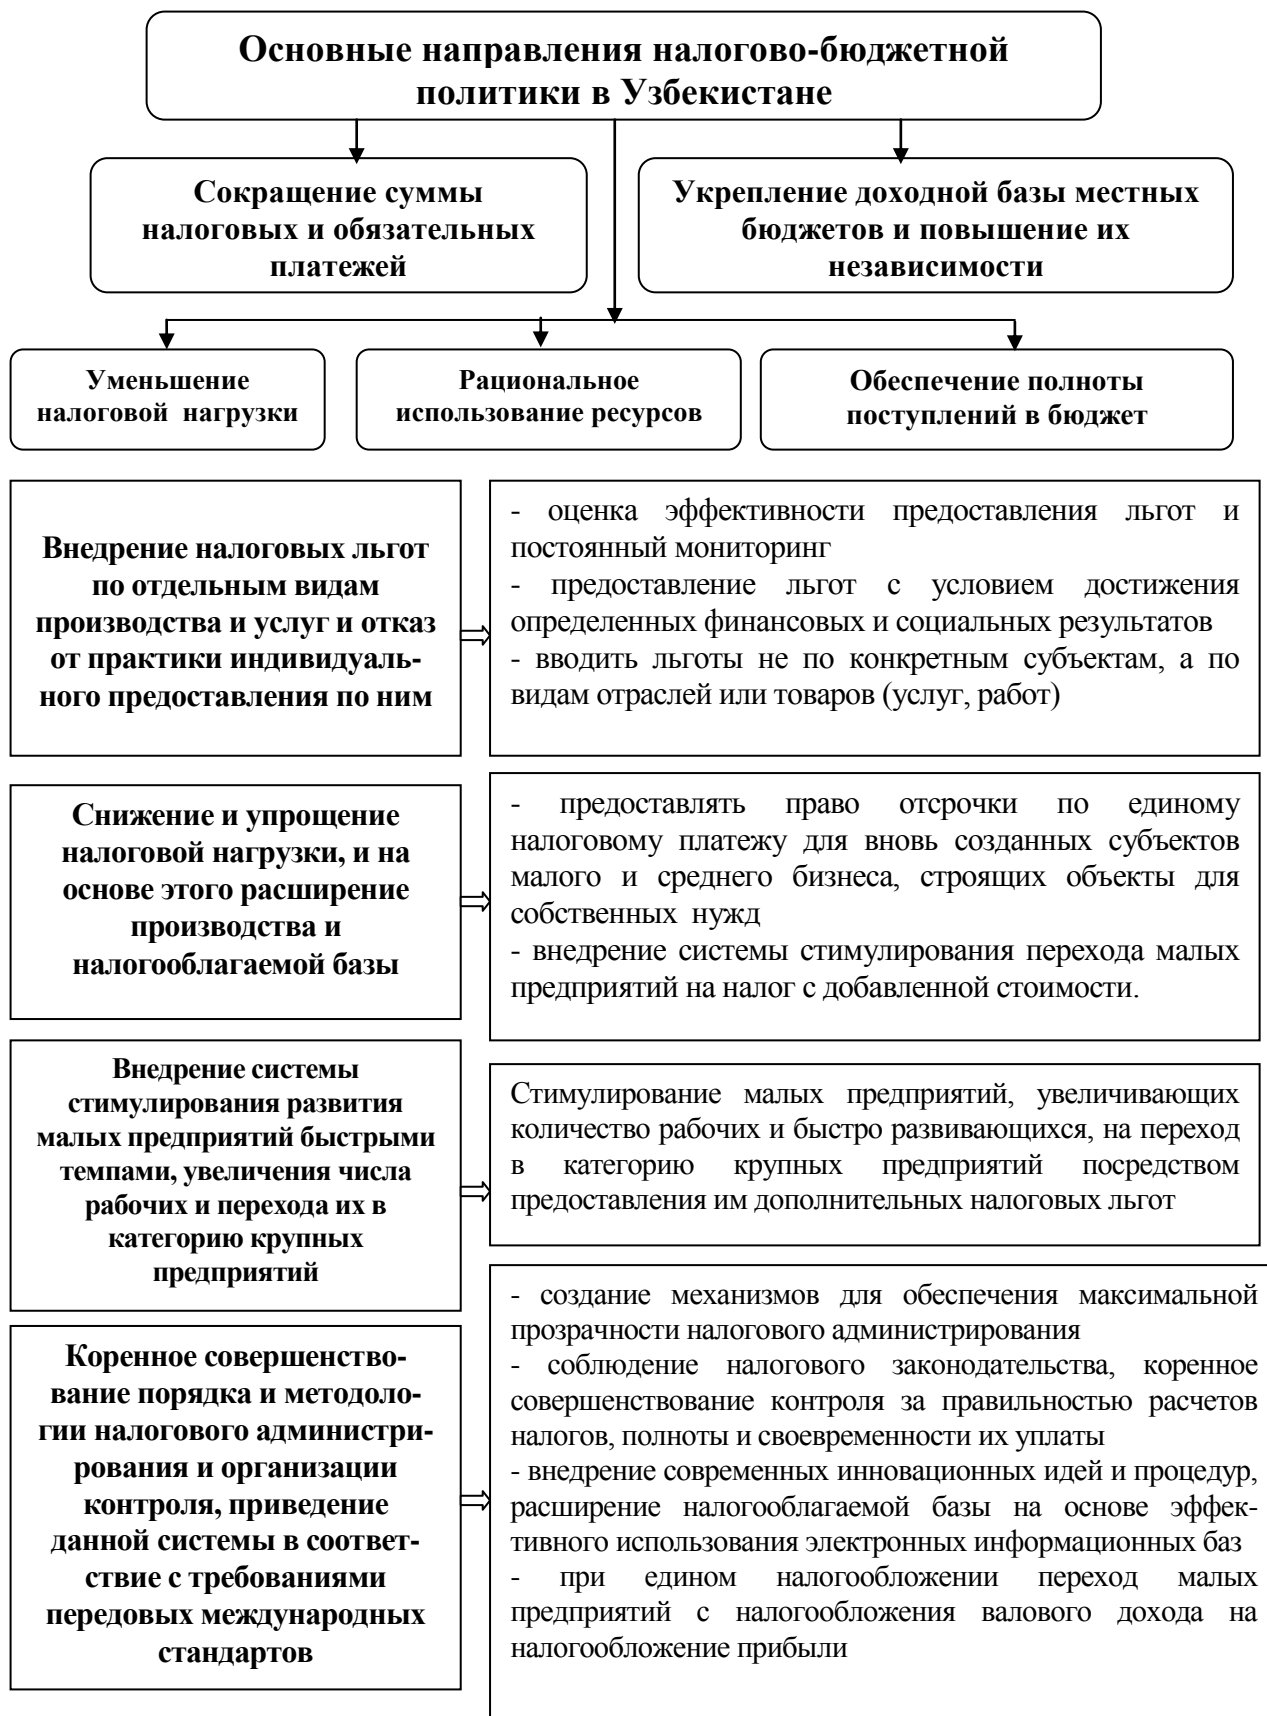 Основные направления налогово-бюджетной
политики в Узбекистане
Сокращение суммы
налоговых и обязательных
платежей
Укрепление доходной базы местных
бюджетов и повышение их
независимости
Уменьшение
налоговой нагрузки
Рациональное
использование ресурсов
Обеспечение полноты
поступлений в бюджет
Внедрение налоговых льгот
по отдельным видам
производства и услуг и отказ
от практики индивидуаль-
ного предоставления по ним
- оценка эффективности предоставления льгот и
постоянный мониторинг
- предоставление льгот с условием достижения
определенных финансовых и социальных результатов
- вводить льготы не по конкретным субъектам, а по
видам отраслей или товаров (услуг, работ)
Снижение и упрощение
налоговой нагрузки, и на
основе этого расширение
производства и
налогооблагаемой базы
- предоставлять право отсрочки по единому
налоговому платежу для вновь созданных субъектов
малого и среднего бизнеса, строящих объекты для
собственных нужд
- внедрение системы стимулирования перехода малых
предприятий на налог с добавленной стоимости.
Внедрение системы
стимулирования развития
малых предприятий быстрыми
темпами, увеличения числа
рабочих и перехода их в
категорию крупных
предприятий
Стимулирование малых предприятий, увеличивающих
количество рабочих и быстро развивающихся, на переход
в категорию крупных предприятий посредством
предоставления им дополнительных налоговых льгот
Коренное совершенство-
вание порядка и методоло-
гии налогового администри-
рования и организации
контроля, приведение
данной системы в соответ-
ствие с требованиями
передовых международных
стандартов
- создание механизмов для обеспечения максимальной
прозрачности налогового администрирования
- соблюдение налогового законодательства, коренное
совершенствование контроля за правильностью расчетов
налогов, полноты и своевременности их уплаты
- внедрение современных инновационных идей и процедур,
расширение налогооблагаемой базы на основе эффек-
тивного использования электронных информационных баз
- при едином налогообложении переход малых
предприятий с налогообложения валового дохода на
налогообложение прибыли